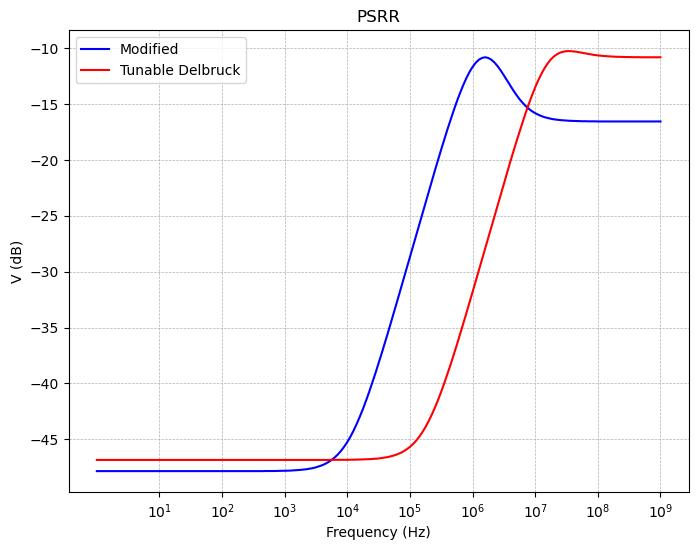 PSRR
Modified
Tunable Delbruck
V (dB)
−10
−15
−20
−25
−30
−35
−40
−45
10¹ 10² 10³ 10⁴ 10⁵ 10⁶ 10⁷ 10⁸ 10⁹
Frequency (Hz)